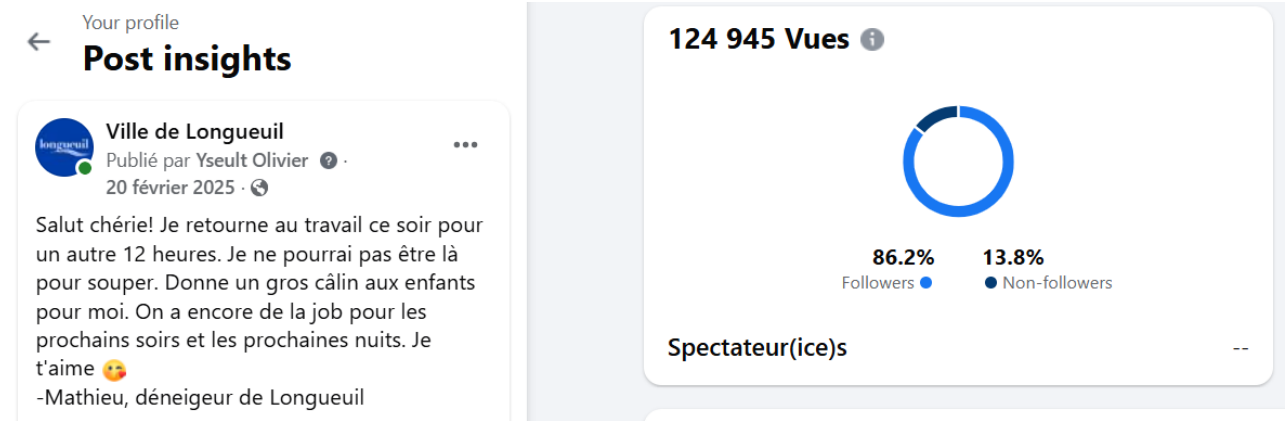 Your profile
Post insights
longueuil
Ville de Longueuil
Publié par Yseult Olivier ·
20 février 2025 ·
Salut chérie! Je retourne au travail ce soir pour
un autre 12 heures. Je ne pourrai pas être là
pour souper. Donne un gros câlin aux enfants
pour moi. On a encore de la job pour les
prochains soirs et les prochaines nuits. Je
t'aime 😋
-Mathieu, déneigeur de Longueuil
124 945 Vues
86.2% 13.8%
Followers Non-followers
Spectateur(ice)s --